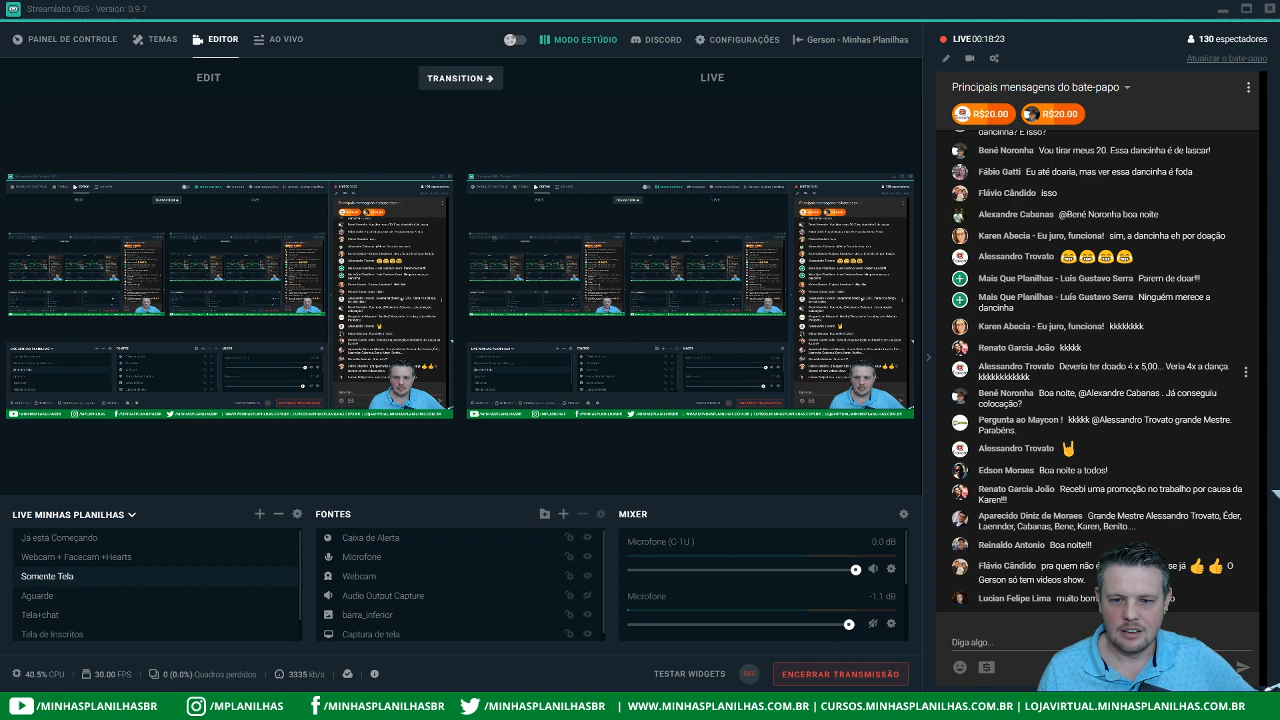 Streamlabs OBS - Version: 0.9.7
PAINEL DE CONTROLE
TEMAS
EDITOR
AO VIVO
MODO ESTÚDIO
DISCORD
CONFIGURAÇÕES
Gerson - Minhas Planilhas
LIVE 00:18:23
130 espectadores
Atualizar o bate-papo
EDIT
TRANSITION
LIVE
Principais mensagens do bate-papo
R$20.00
R$20.00
dancinha? É isso?
Bené Noronha Vou tirar meus 20. Essa dancinha é de lascar!
Fábio Gatti Eu até doaria, mas ver essa dancinha é foca
Flávio Cândido isso
Alexandre Cabanas @Bené Noronha boa noite
Karen Abecia - Eu juro, funciona! sim, a dancinha eh por doação
Alessandro Trovato 😁😁😁😁
Mais Que Planilhas - Luís Gustavo Serra Parem de doar!!!
Mais Que Planilhas - Luís Gustavo Serra Ninguém merece a
dancinha
Karen Abecia - Eu juro, funciona! kkkkkkkk
Renato Garcia João kkkkk
Alessandro Trovato Deveria ter doado 4 x 5,00... Veria 4x a dança.
kkkkkkkkkkkk
Bené Noronha Boa noite, @Alexandre Cabanas . Já conseguiu
colocação?
Pergunta ao Maycon ! kkkkk @Alessandro Trovato grande Mestre.
Parabéns.
Alessandro Trovato 🤘
Edson Moraes Boa noite a todos!
Renato Garcia João Recebi uma promoção no trabalho por causa da
Karen!!!
Aparecido Diniz de Moraes Grande Mestre Alessandro Trovato, Éder,
Laennder, Cabanas, Bene, Karen, Benito....
Reinaldo Antonio Boa noite!!!
Flávio Cândido pra quem não é se já 👍👍 O
Gerson só tem vídeos show.
Lucian Felipe Lima muito bom
Diga algo...
LIVE MINHAS PLANILHAS
Já está Começando
Webcam + Facecam +Hearts
Somente Tela
Aguarde
Tela+chat
Tela de Inscritos
FONTES
Caixa de Alerta
Microfone
Webcam
Audio Output Capture
barra_inferior
Captura de tela
MIXER
Microfone (C-1U ) 0.0 dB
Microfone -1.1 dB
40.5% CPU
30.00 FPS
0 (0.0%) Quadros perdidos
3335 kb/s
TESTAR WIDGETS
REC
ENCERRAR TRANSMISSÃO
/MINHASPLANILHASBR /MPLANILHAS /MINHASPLANILHASBR /MINHASPLANILHASBR | WWW.MINHASPLANILHAS.COM.BR | CURSOS.MINHASPLANILHAS.COM.BR | LOJAVIRTUAL.MINHASPLANILHAS.COM.BR